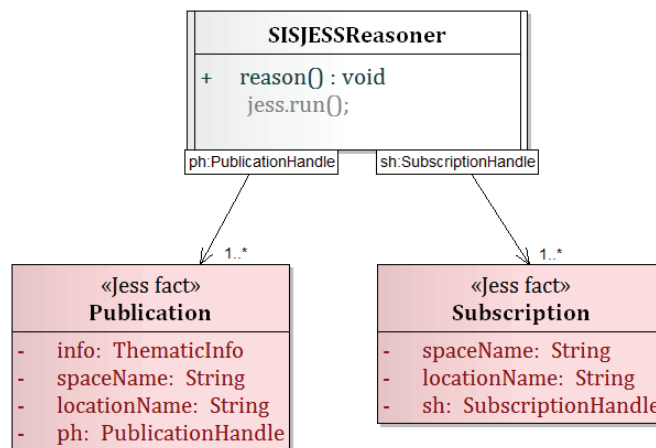 SISJESSReasoner
+ reason() : void
jess.run();
ph:PublicationHandle
sh:SubscriptionHandle
1..*
1..*
«Jess fact»
Publication
- info: ThematicInfo
- spaceName: String
- locationName: String
- ph: PublicationHandle
«Jess fact»
Subscription
- spaceName: String
- locationName: String
- sh: SubscriptionHandle